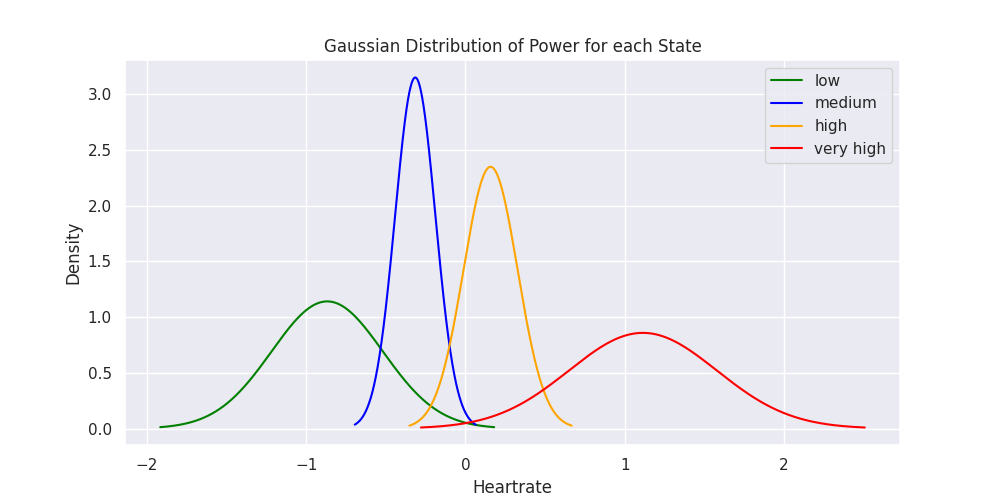 Gaussian Distribution of Power for each State
low
medium
high
very high
3.0
2.5
2.0
1.5
1.0
0.5
0.0
Density
−2
−1
0
1
2
Heartrate